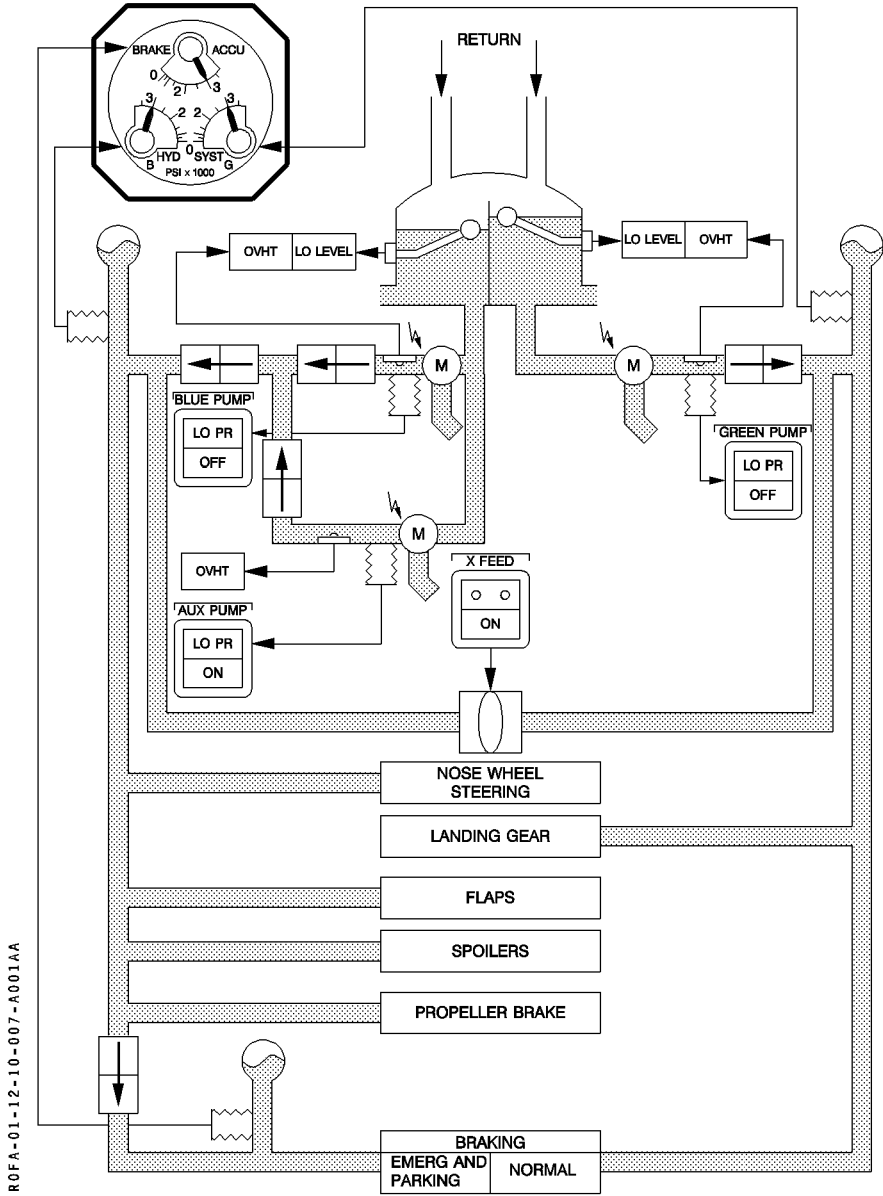 RETURN
BRAKE ACCU
0 2 3
3 2 2 3
0
HYD SYST
B G
PSI x 1000
OVHT LO LEVEL
LO LEVEL OVHT
M
M
BLUE PUMP
LO PR
OFF
GREEN PUMP
LO PR
OFF
M
OVHT
X FEED
ON
AUX PUMP
LO PR
ON
NOSE WHEEL
STEERING
LANDING GEAR
FLAPS
SPOILERS
PROPELLER BRAKE
BRAKING
EMERG AND
PARKING
NORMAL
R0FA-01-12-10-007-A001AA